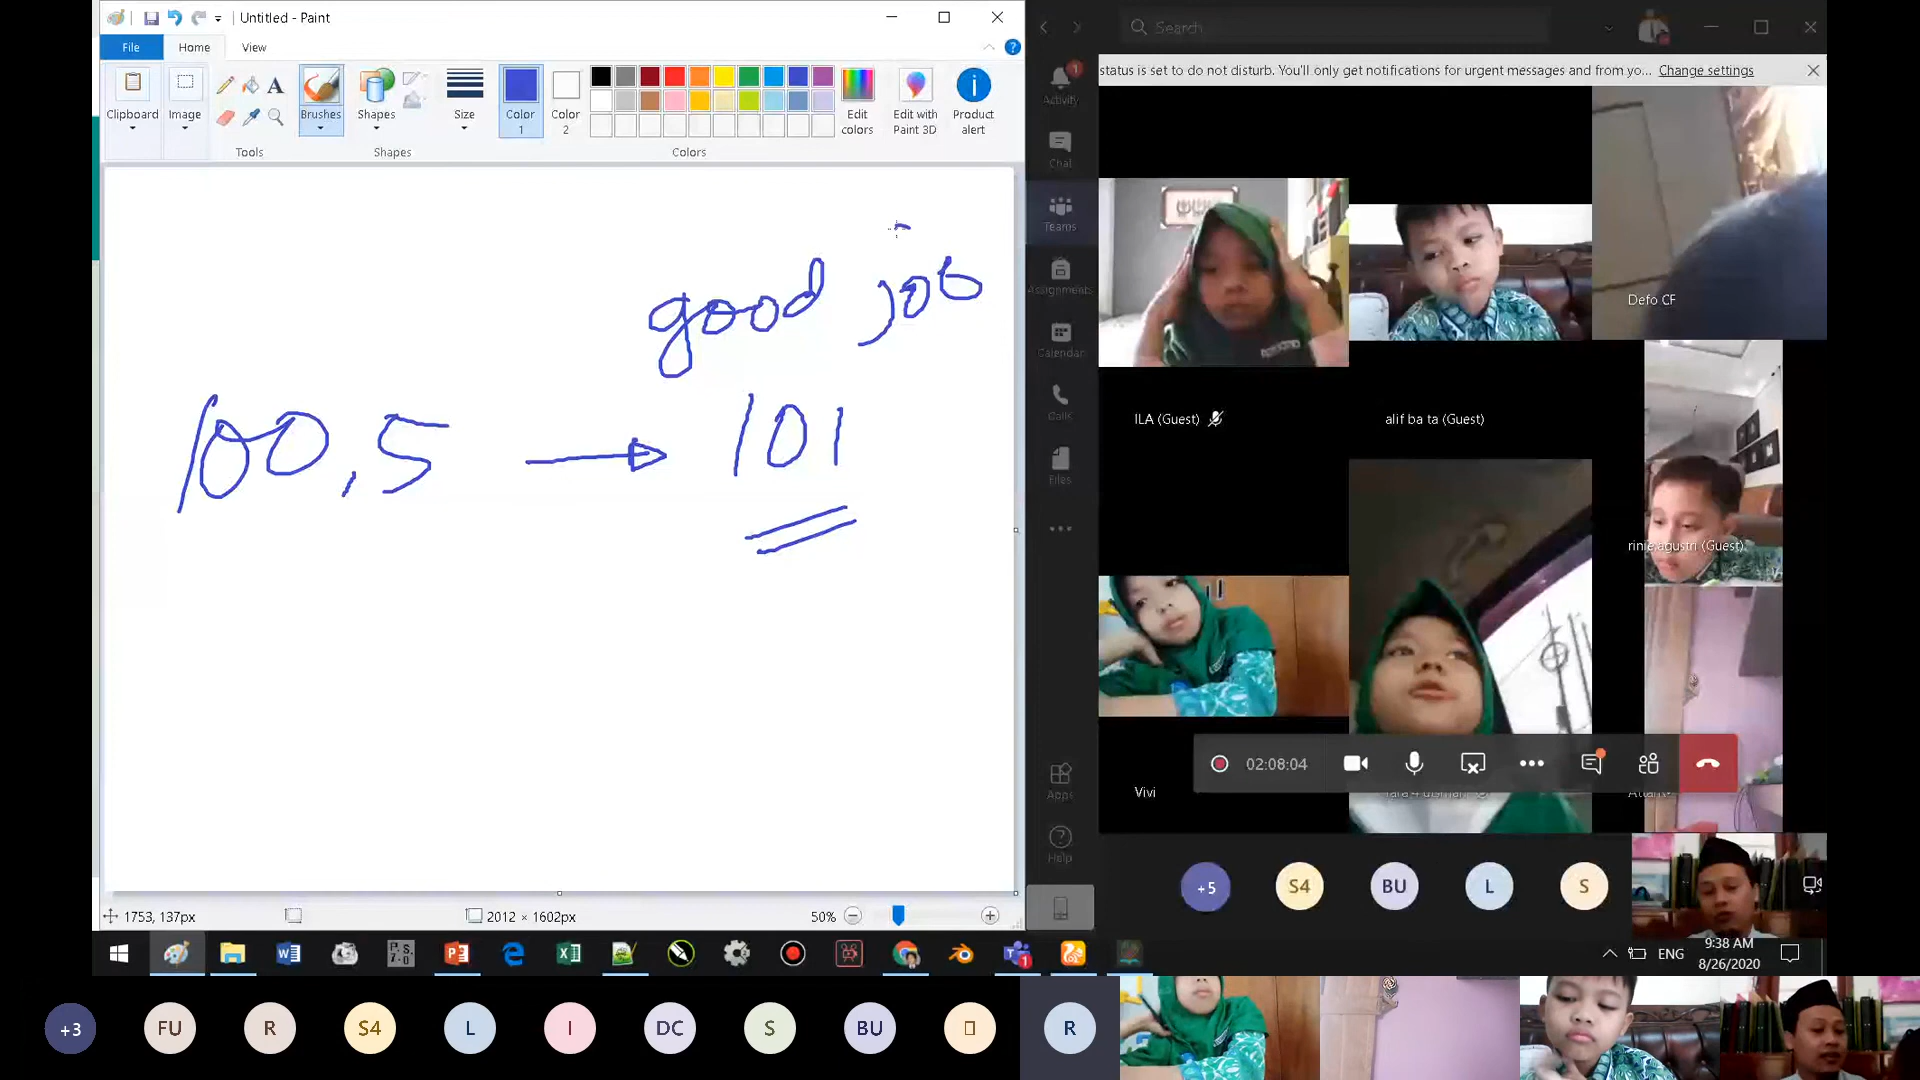 Untitled - Paint
File Home View
Clipboard
Image
Tools
Brushes
Shapes
Shapes
Size
Color 1
Color 2
Colors
Edit colors
Edit with Paint 3D
Product alert
good job
100,5 → 101
1753, 137px
2012 × 1602px
50%
Search
status is set to do not disturb. You'll only get notifications for urgent messages and from yo... Change settings
Activity
Chat
Teams
Assignments
Calendar
Calls
Files
Apps
Help
Defo CF
ILA (Guest)
alif ba ta (Guest)
rinie agustri (Guest)
Vivi
02:08:04
+5 S4 BU L S
ENG
9:38 AM
8/26/2020
+3 FU R S4 L I DC S BU R